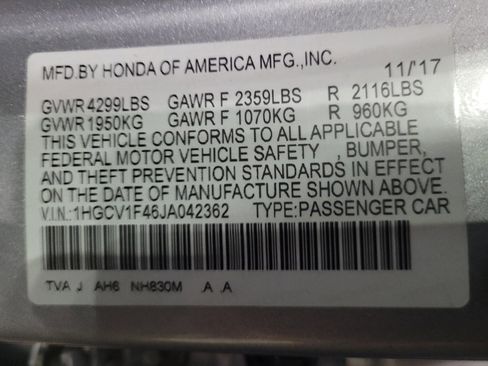 MFD.BY HONDA OF AMERICA MFG.,INC. 11/17
GVWR 4299LBS GAWR F 2359LBS R 2116LBS
GVWR 1950KG GAWR F 1070KG R 960KG
THIS VEHICLE CONFORMS TO ALL APPLICABLE
FEDERAL MOTOR VEHICLE SAFETY , BUMPER,
AND THEFT PREVENTION STANDARDS IN EFFECT
ON THE DATE OF MANUFACTURE SHOWN ABOVE.
V.I.N.:1HGCV1F46JA042362 TYPE:PASSENGER CAR
TVA J AH6 NH830M A A